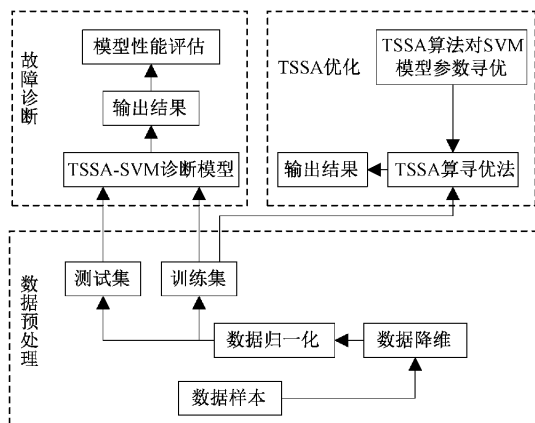 故障诊断
模型性能评估
输出结果
TSSA-SVM诊断模型
TSSA优化
TSSA算法对SVM
模型参数寻优
输出结果
TSSA算寻优法
数据预处理
测试集
训练集
数据归一化
数据降维
数据样本